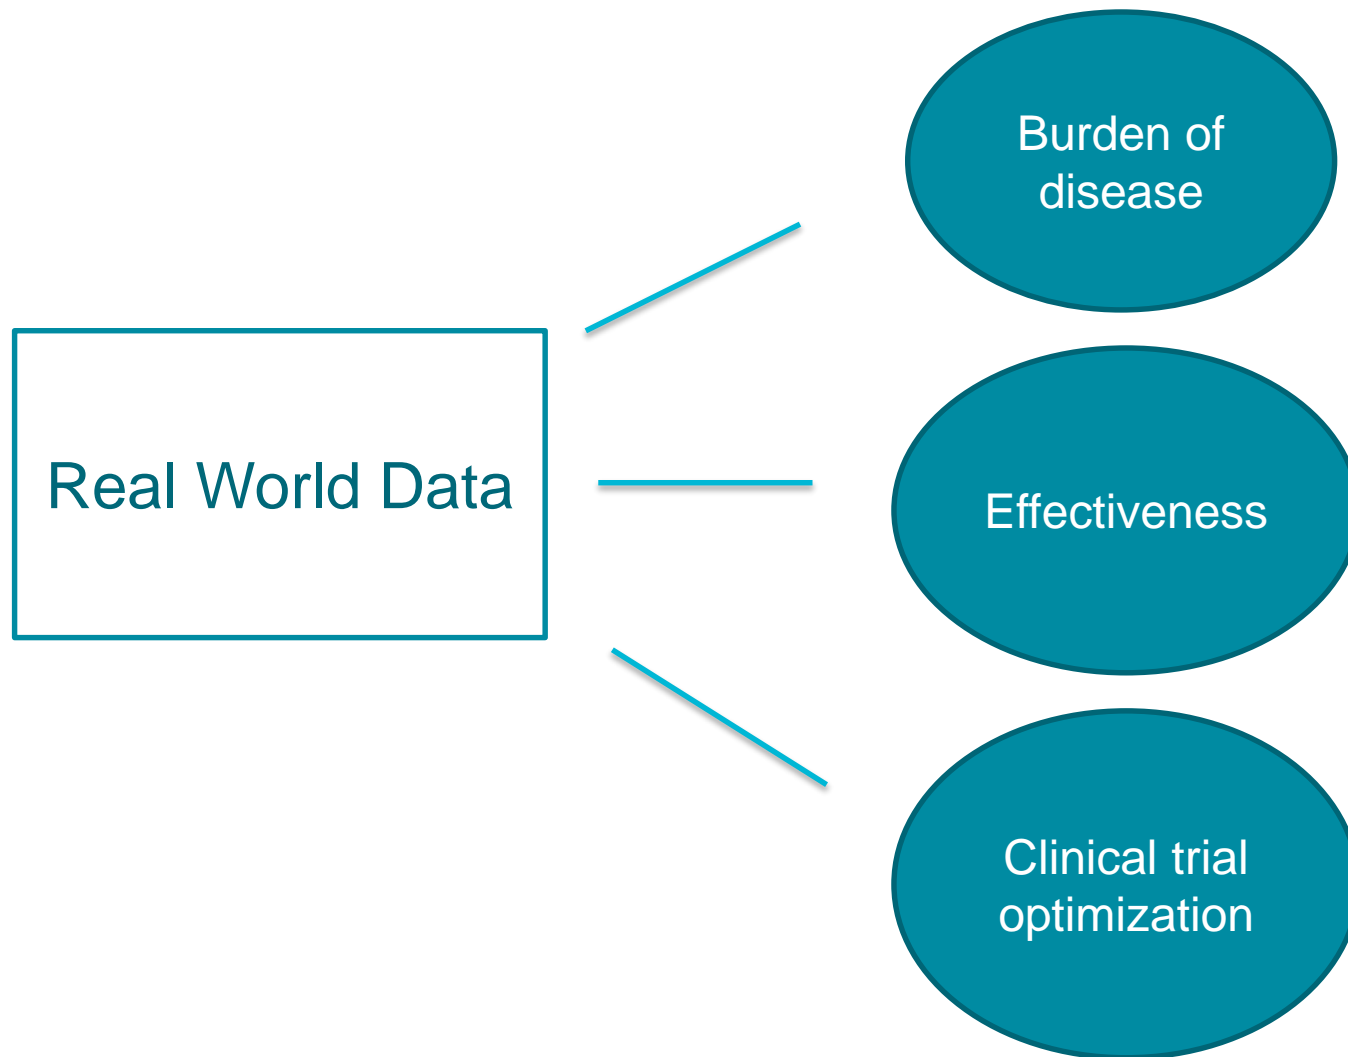 Burden of
disease
Real World Data
Effectiveness
Clinical trial
optimization